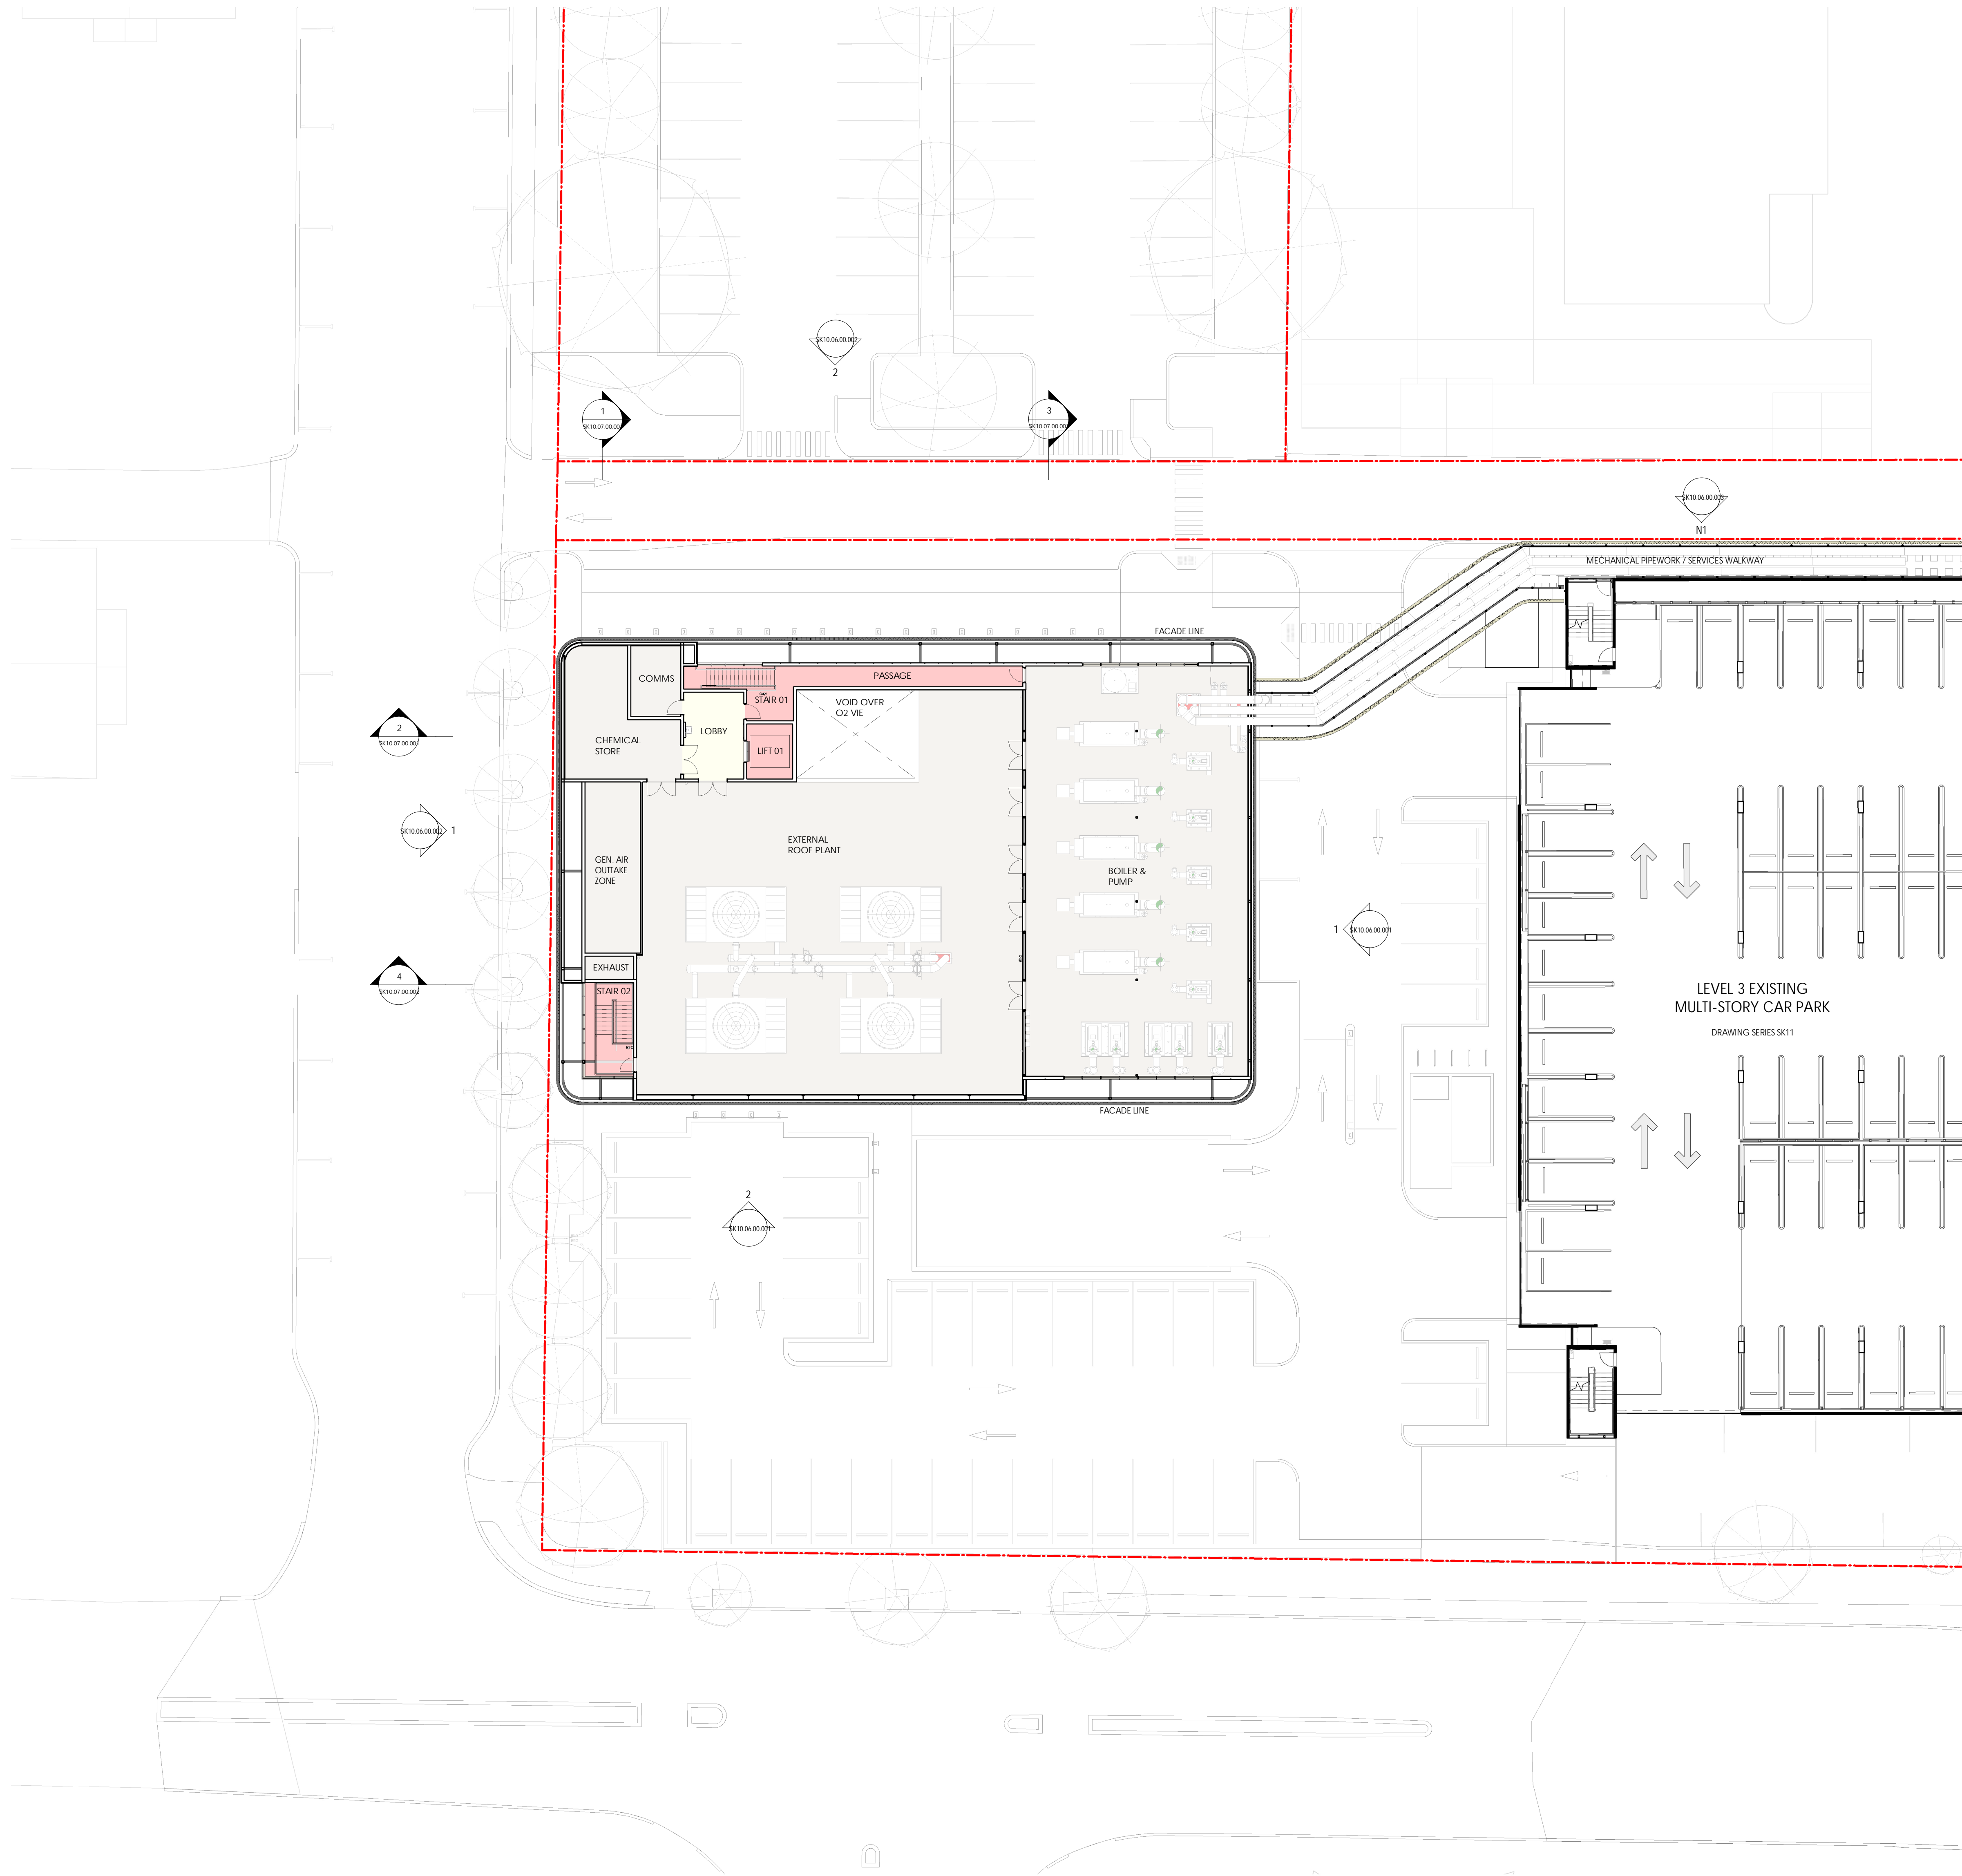 SK10.06.00.002
2
1
SK10.07.00.001
3
SK10.07.00.002
SK10.06.00.003
N1
MECHANICAL PIPEWORK / SERVICES WALKWAY
FACADE LINE
COMMS
PASSAGE
STAIR 01
VOID OVER
O2 VIE
LOBBY
CHEMICAL
STORE
LIFT 01
2
SK10.07.00.001
SK10.06.00.002
1
EXTERNAL
ROOF PLANT
GEN. AIR
OUTTAKE
ZONE
BOILER &
PUMP
1
SK10.06.00.001
EXHAUST
4
SK10.07.00.002
STAIR 02
LEVEL 3 EXISTING
MULTI-STORY CAR PARK
DRAWING SERIES SK11
FACADE LINE
2
SK10.06.00.001